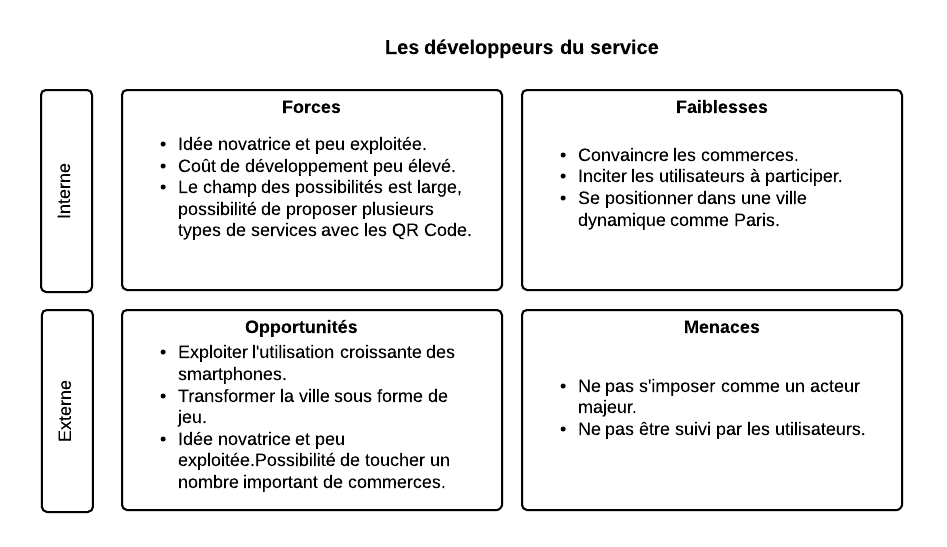 Les développeurs du service
Interne
Forces
• Idée novatrice et peu exploitée.
• Coût de développement peu élevé.
• Le champ des possibilités est large,
possibilité de proposer plusieurs
types de services avec les QR Code.
Faiblesses
• Convaincre les commerces.
• Inciter les utilisateurs à participer.
• Se positionner dans une ville
dynamique comme Paris.
Externe
Opportunités
• Exploiter l'utilisation croissante des
smartphones.
• Transformer la ville sous forme de
jeu.
• Idée novatrice et peu
exploitée.Possibilité de toucher un
nombre important de commerces.
Menaces
• Ne pas s'imposer comme un acteur
majeur.
• Ne pas être suivi par les utilisateurs.